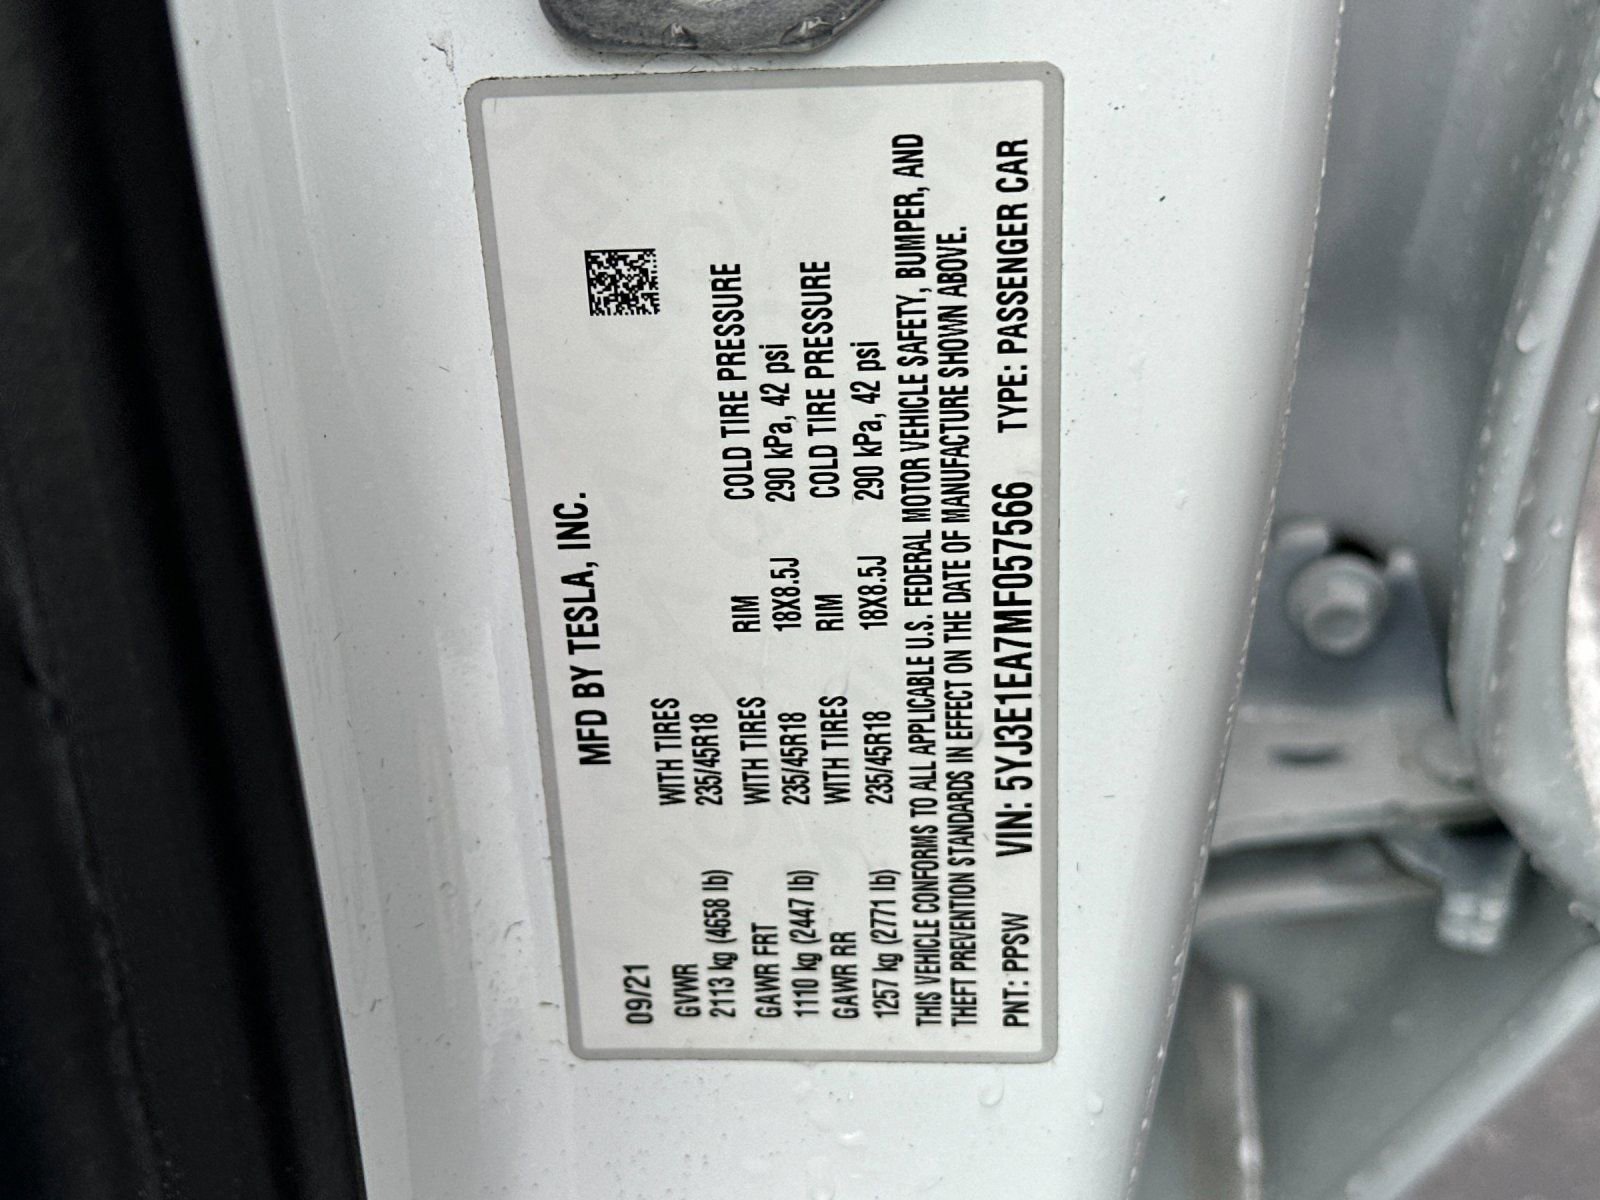 MFD BY TESLA, INC.
09/21
GVWR WITH TIRES
2113 kg (4658 lb) 235/45R18
GAWR FRT WITH TIRES RIM COLD TIRE PRESSURE
1110 kg (2447 lb) 235/45R18 18X8.5J 290 kPa, 42 psi
GAWR RR WITH TIRES RIM COLD TIRE PRESSURE
1257 kg (2771 lb) 235/45R18 18X8.5J 290 kPa, 42 psi
THIS VEHICLE CONFORMS TO ALL APPLICABLE U.S. FEDERAL MOTOR VEHICLE SAFETY, BUMPER, AND
THEFT PREVENTION STANDARDS IN EFFECT ON THE DATE OF MANUFACTURE SHOWN ABOVE.
PNT: PPSW VIN: 5YJ3E1EA7MF057566 TYPE: PASSENGER CAR